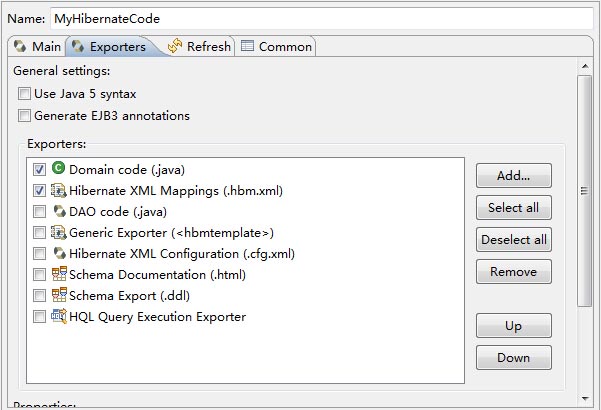 Name: MyHibernateCode
Main Exporters Refresh Common
General settings:
Use Java 5 syntax
Generate EJB3 annotations
Exporters:
Domain code (.java)
Hibernate XML Mappings (.hbm.xml)
DAO code (.java)
Generic Exporter (<hbmtemplate>)
Hibernate XML Configuration (.cfg.xml)
Schema Documentation (.html)
Schema Export (.ddl)
HQL Query Execution Exporter
Add...
Select all
Deselect all
Remove
Up
Down
Properties: